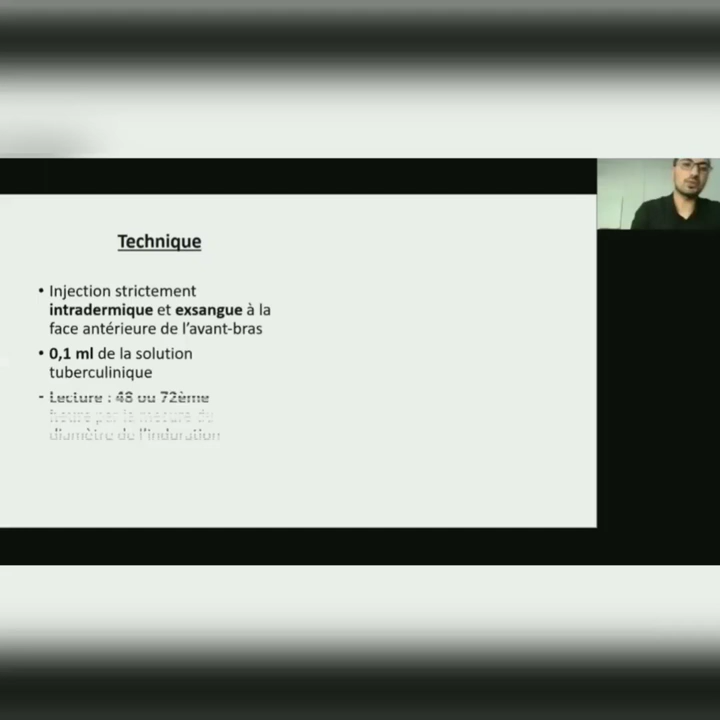 Technique
• Injection strictement
intradermique et exsangue à la
face antérieure de l'avant-bras
• 0,1 ml de la solution
tuberculinique
- Lecture : 48 ou 72ème
heure par la mesure du
diamètre de l'induration